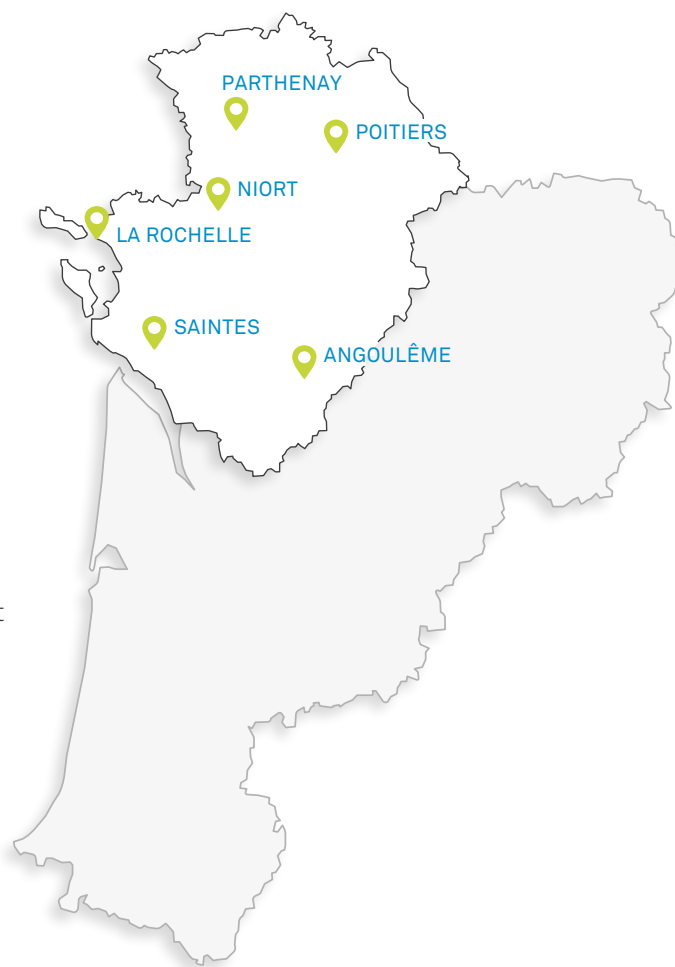 PARTHENAY
POITIERS
NIORT
LA ROCHELLE
SAINTES
ANGOULÊME